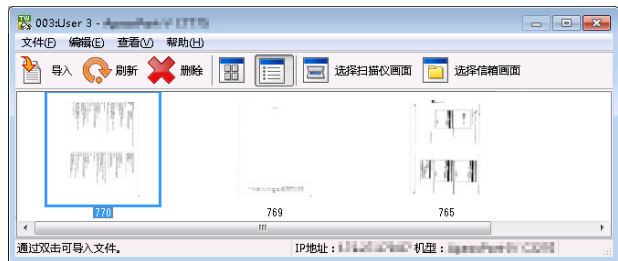 003:User 3 -
文件(F) 编辑(E) 查看(V) 帮助(H)
导入 刷新 删除 选择扫描仪画面 选择信箱画面
770 769 765
通过双击可导入文件。 IP地址： 机型：